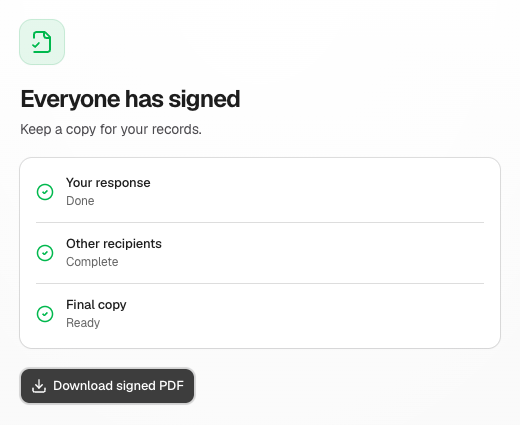 Everyone has signed
Keep a copy for your records.
Your response
Done
Other recipients
Complete
Final copy
Ready
Download signed PDF